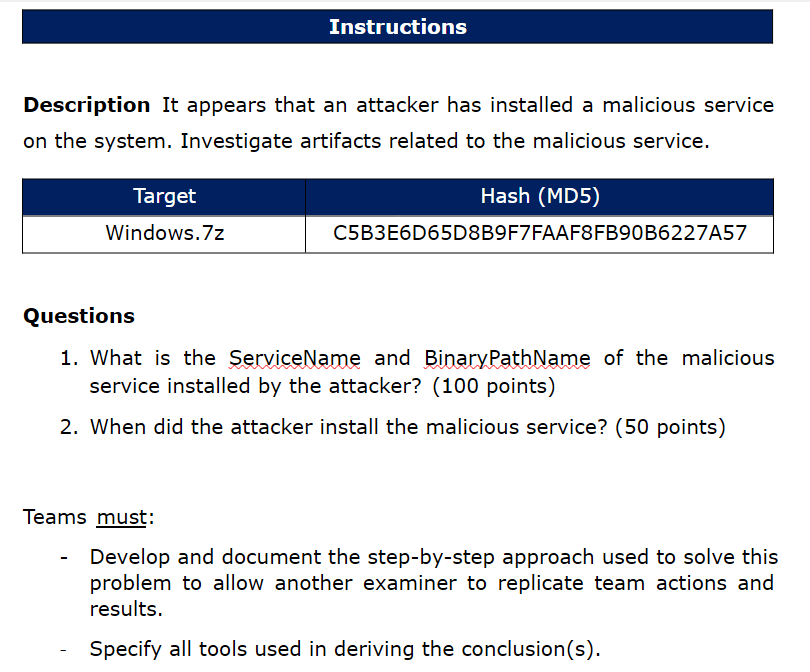 Instructions
Description It appears that an attacker has installed a malicious service
on the system. Investigate artifacts related to the malicious service.
Target Hash (MD5)
Windows.7z C5B3E6D65D8B9F7FAAF8FB90B6227A57
Questions
1. What is the ServiceName and BinaryPathName of the malicious
service installed by the attacker? (100 points)
2. When did the attacker install the malicious service? (50 points)
Teams must:
- Develop and document the step-by-step approach used to solve this
problem to allow another examiner to replicate team actions and
results.
- Specify all tools used in deriving the conclusion(s).